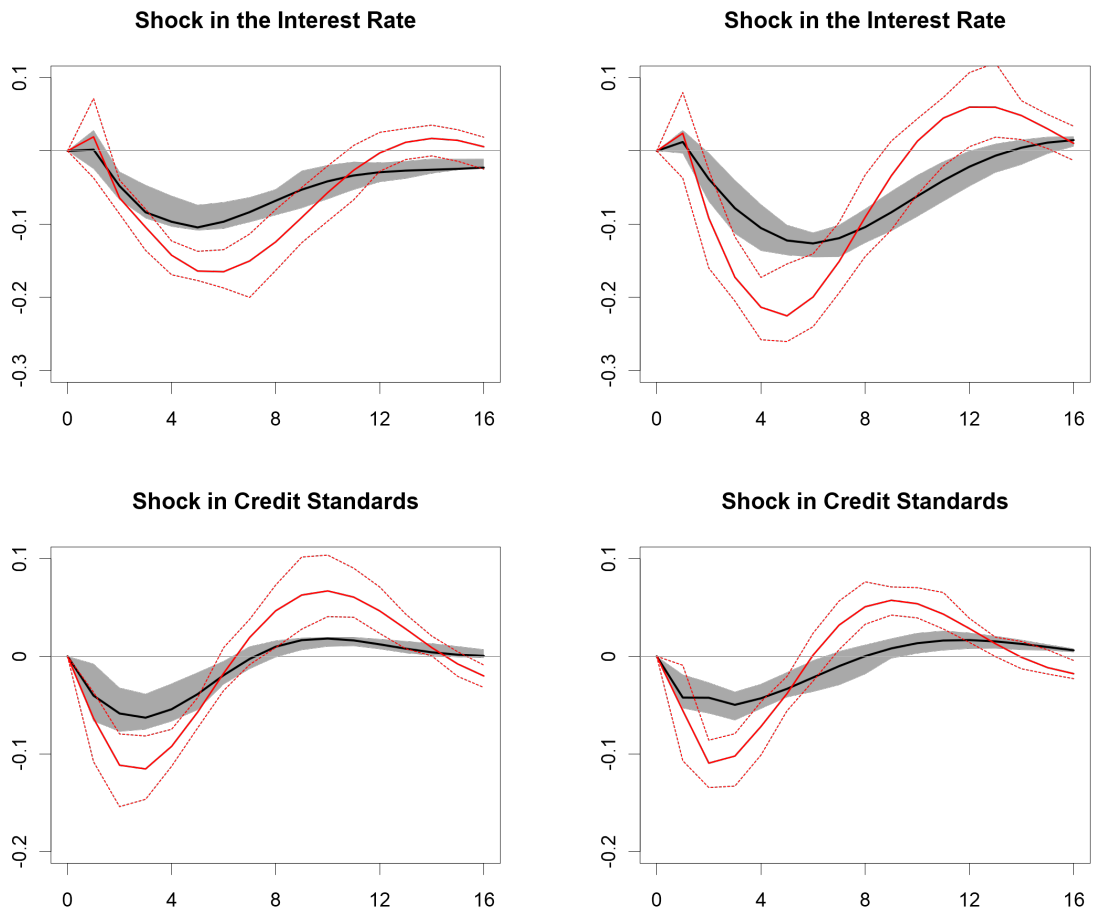 Shock in the Interest Rate
0.1
-0.1
-0.2
-0.3
0 4 8 12 16
Shock in the Interest Rate
0.1
-0.1
-0.2
-0.3
0 4 8 12 16
Shock in Credit Standards
0.1
0
-0.1
-0.2
0 4 8 12 16
Shock in Credit Standards
0.1
0
-0.1
-0.2
0 4 8 12 16